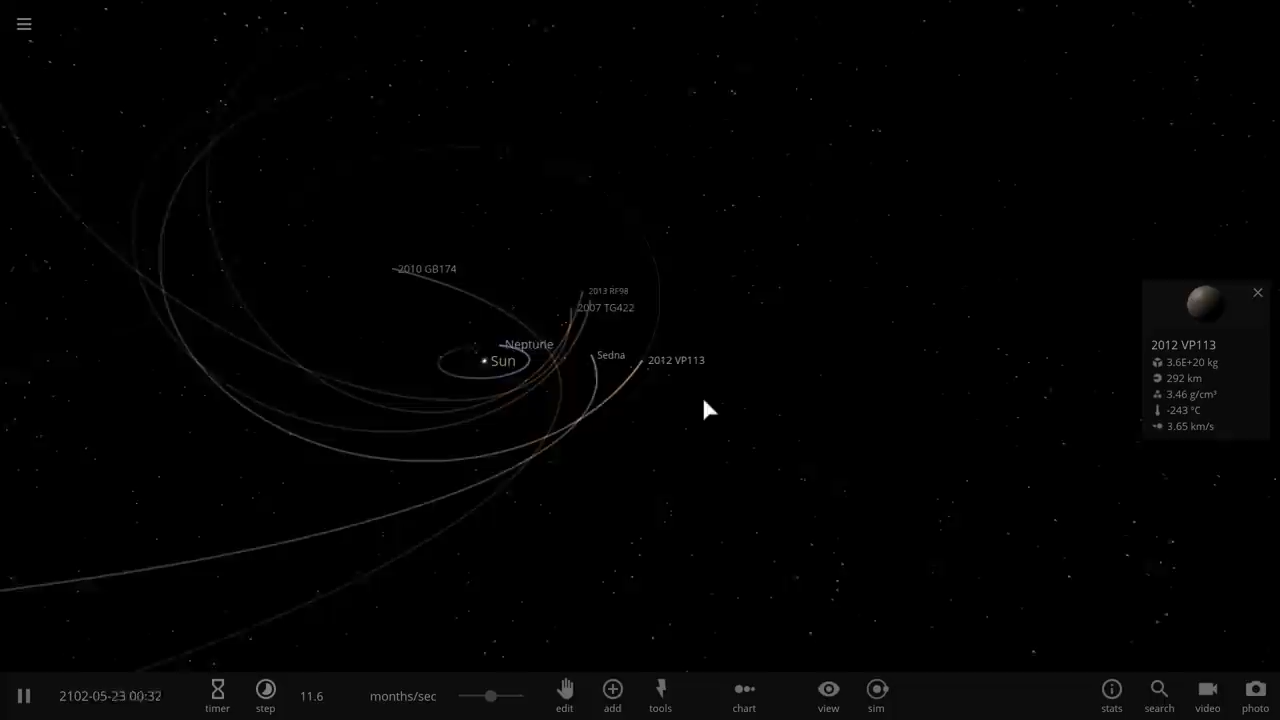 2010 GB174
2013 RF98
2007 TG422
Neptune
Sun
Sedna
2012 VP113
2012 VP113
3.6E+20 kg
292 km
3.46 g/cm³
-243 °C
3.65 km/s
2102-05-23 00:32
timer
step
11.6
months/sec
edit
add
tools
chart
view
sim
stats
search
video
photo